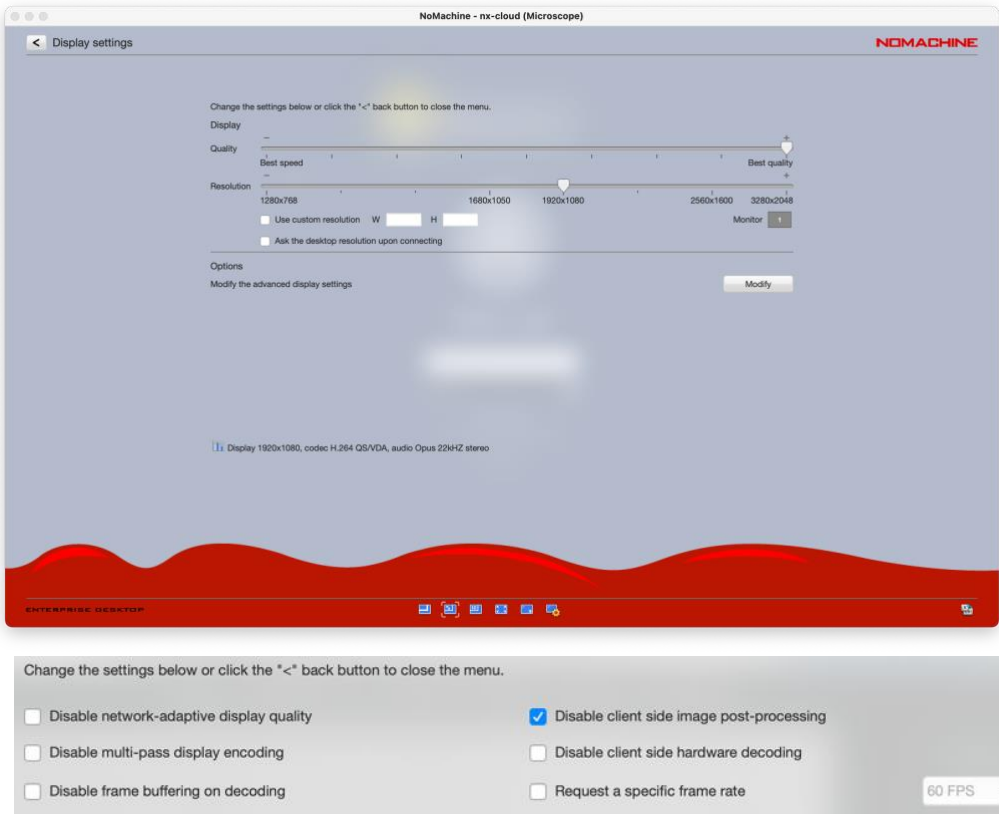 NoMachine - nx-cloud (Microscope)
< Display settings
NOMACHINE
Change the settings below or click the "<" back button to close the menu.
Display
− +
Quality
Best speed Best quality
− +
Resolution
1280x768 1680x1050 1920x1080 2560x1600 3280x2048
Use custom resolution W H Monitor 1
Ask the desktop resolution upon connecting
Options
Modify the advanced display settings Modify
Display 1920x1080, codec H.264 QS/VDA, audio Opus 22kHZ stereo
ENTERPRISE DESKTOP
Change the settings below or click the "<" back button to close the menu.
Disable network-adaptive display quality Disable client side image post-processing
Disable multi-pass display encoding Disable client side hardware decoding
Disable frame buffering on decoding Request a specific frame rate 60 FPS